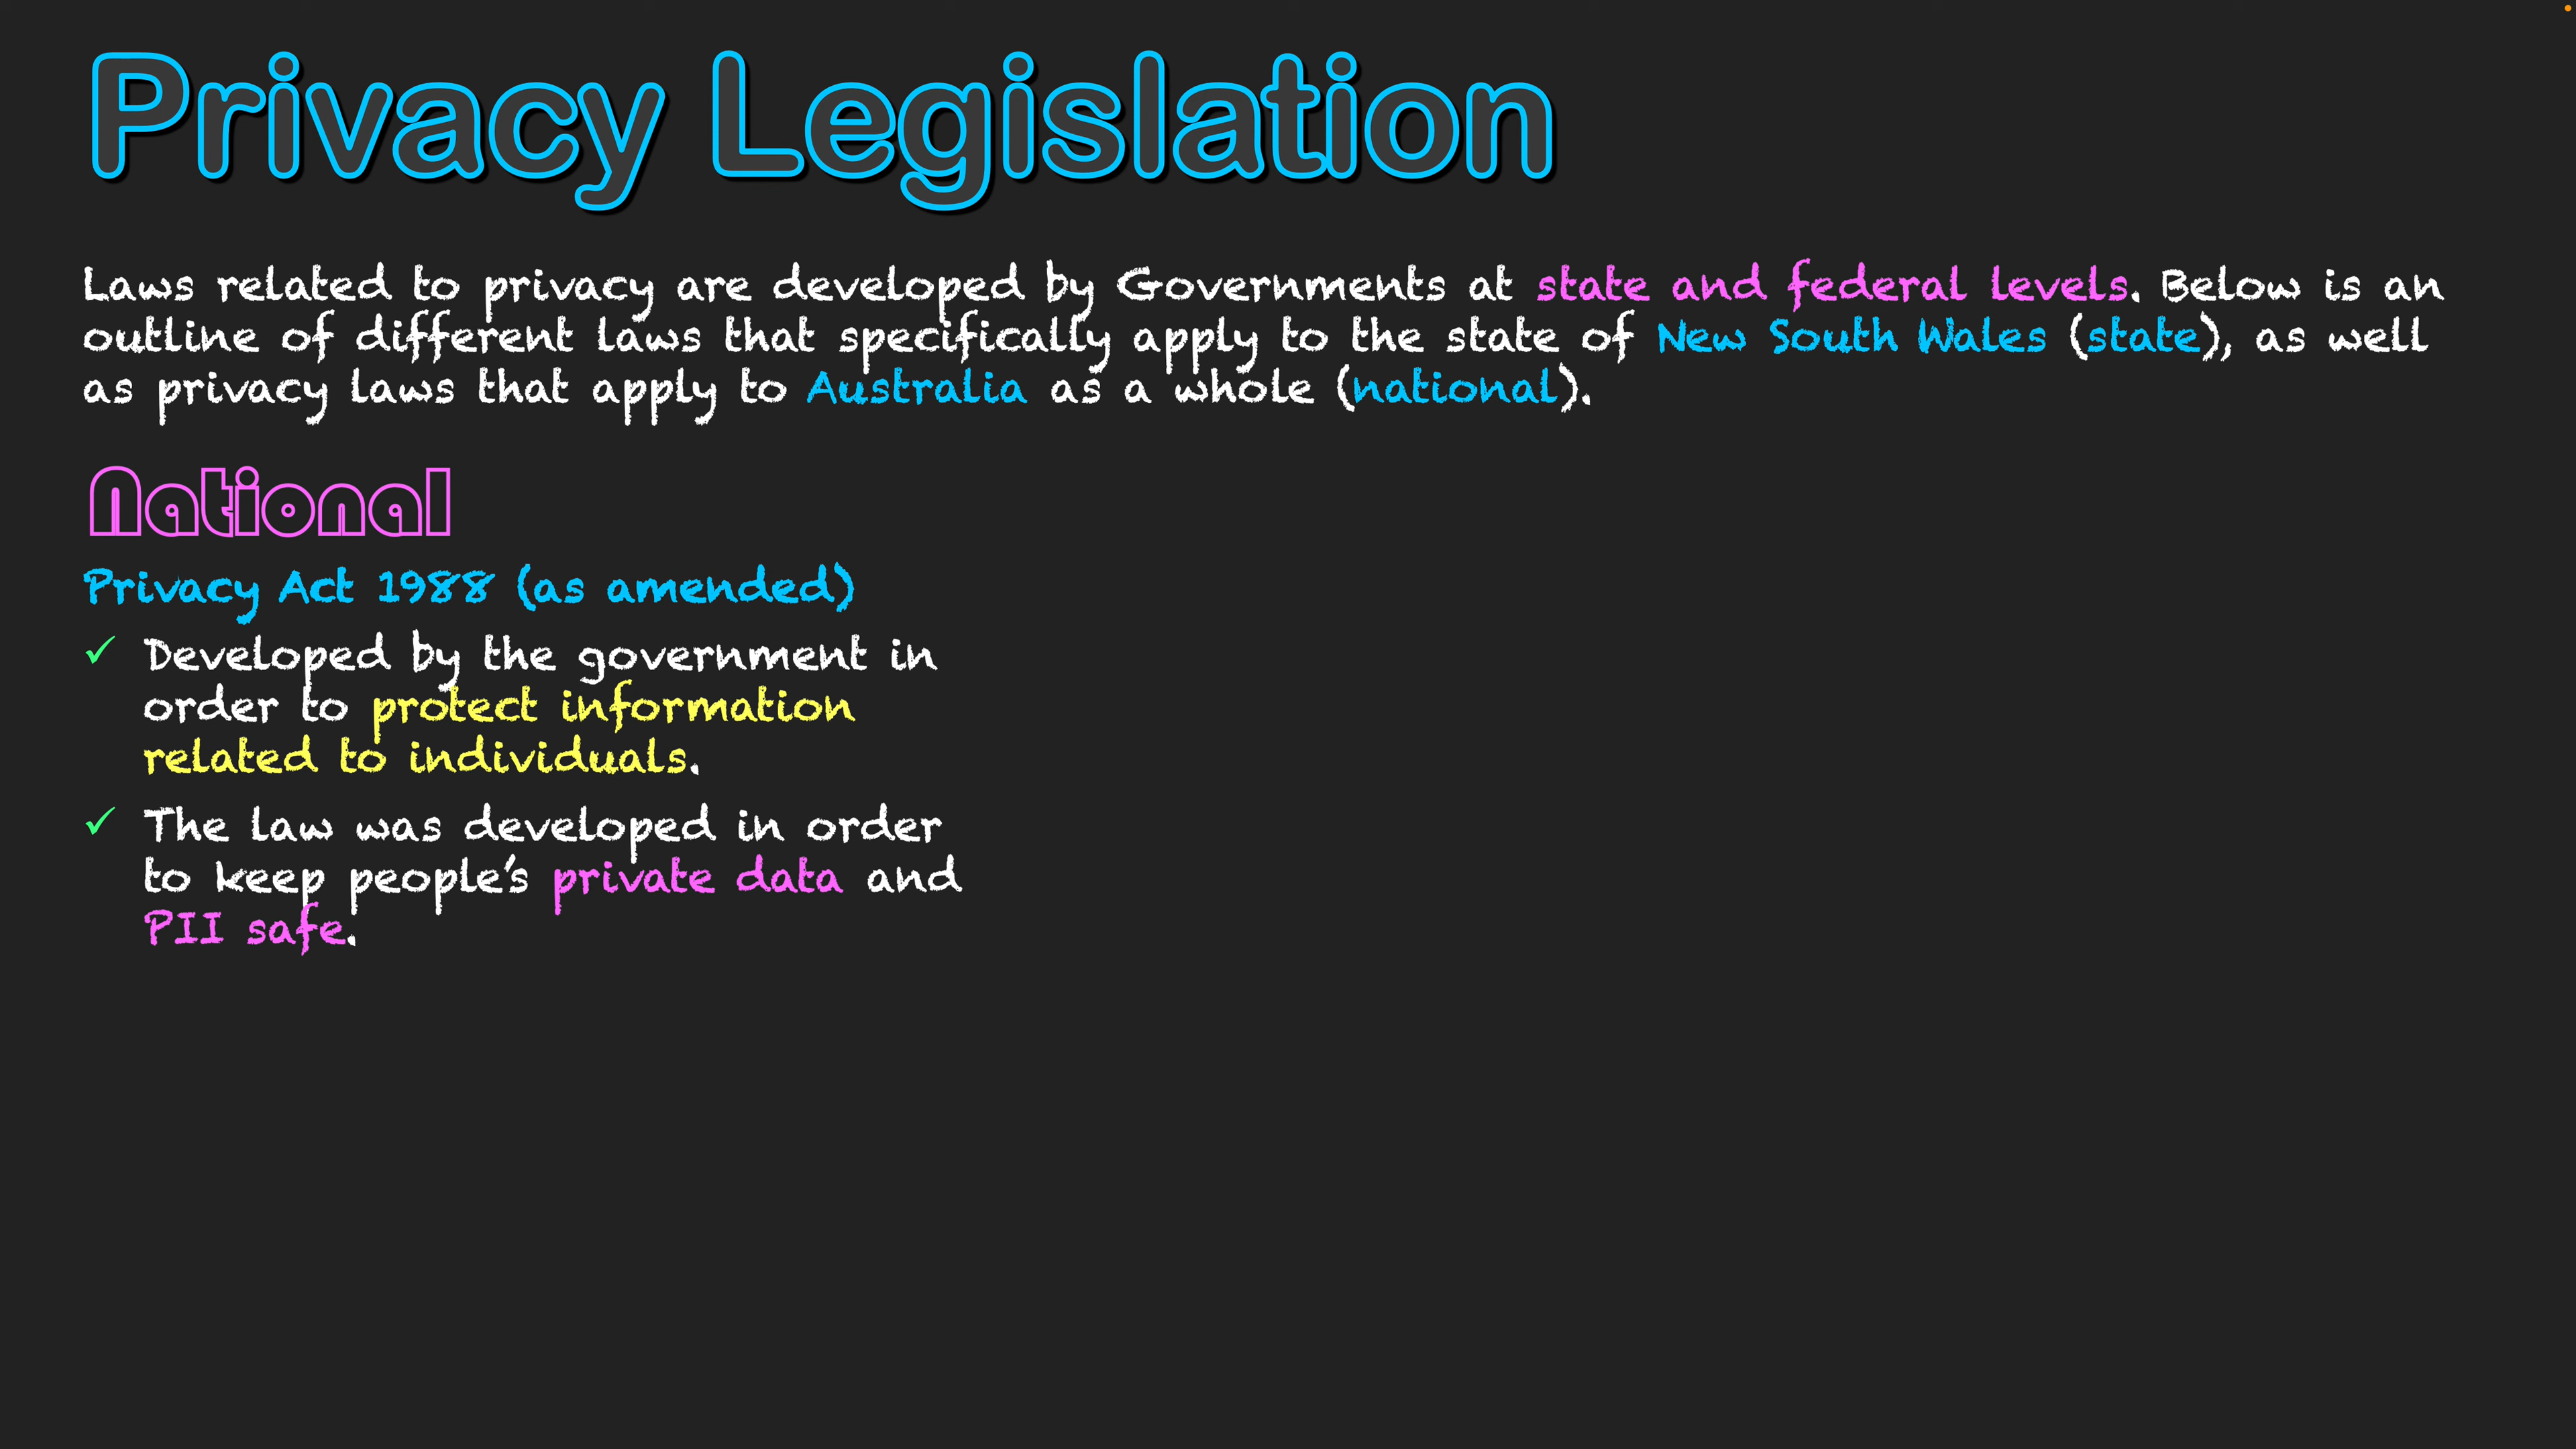 Privacy Legislation
Laws related to privacy are developed by Governments at state and federal levels. Below is an
outline of different laws that specifically apply to the state of New South Wales (state), as well
as privacy laws that apply to Australia as a whole (national).
National
Privacy Act 1988 (as amended)
✓ Developed by the government in
order to protect information
related to individuals.
✓ The law was developed in order
to keep people's private data and
PII safe.